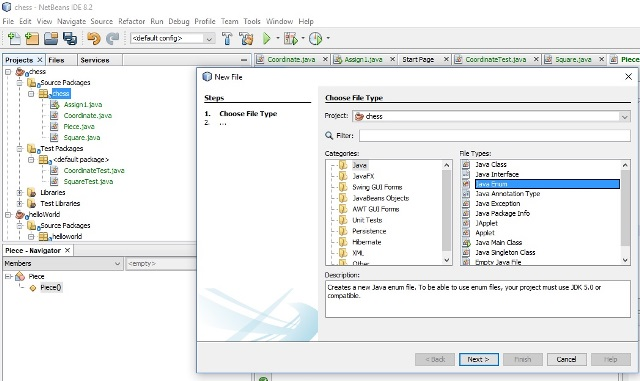 chess - NetBeans IDE 8.2
File Edit View Navigate Source Refactor Run Debug Profile Team Tools Window Help
<default config>
Projects Files Services
Coordinate.java Assign1.java Start Page CoordinateTest.java Square.java Piece
chess
Source Packages
chess
Assign1.java
Coordinate.java
Piece.java
Square.java
Test Packages
<default package>
CoordinateTest.java
SquareTest.java
Libraries
Test Libraries
helloWorld
Source Packages
helloworld
Piece - Navigator
Members <empty>
Piece
Piece()
New File
Steps
1. Choose File Type
2. ...
Choose File Type
Project: chess
Filter:
Categories:
Java
JavaFX
Swing GUI Forms
JavaBeans Objects
AWT GUI Forms
Unit Tests
Persistence
Hibernate
XML
Other
File Types:
Java Class
Java Interface
Java Enum
Java Annotation Type
Java Exception
Java Package Info
JApplet
Applet
Java Main Class
Java Singleton Class
Empty Java File
Description:
Creates a new Java enum file. To be able to use enum files, your project must use JDK 5.0 or
compatible.
< Back Next > Finish Cancel Help